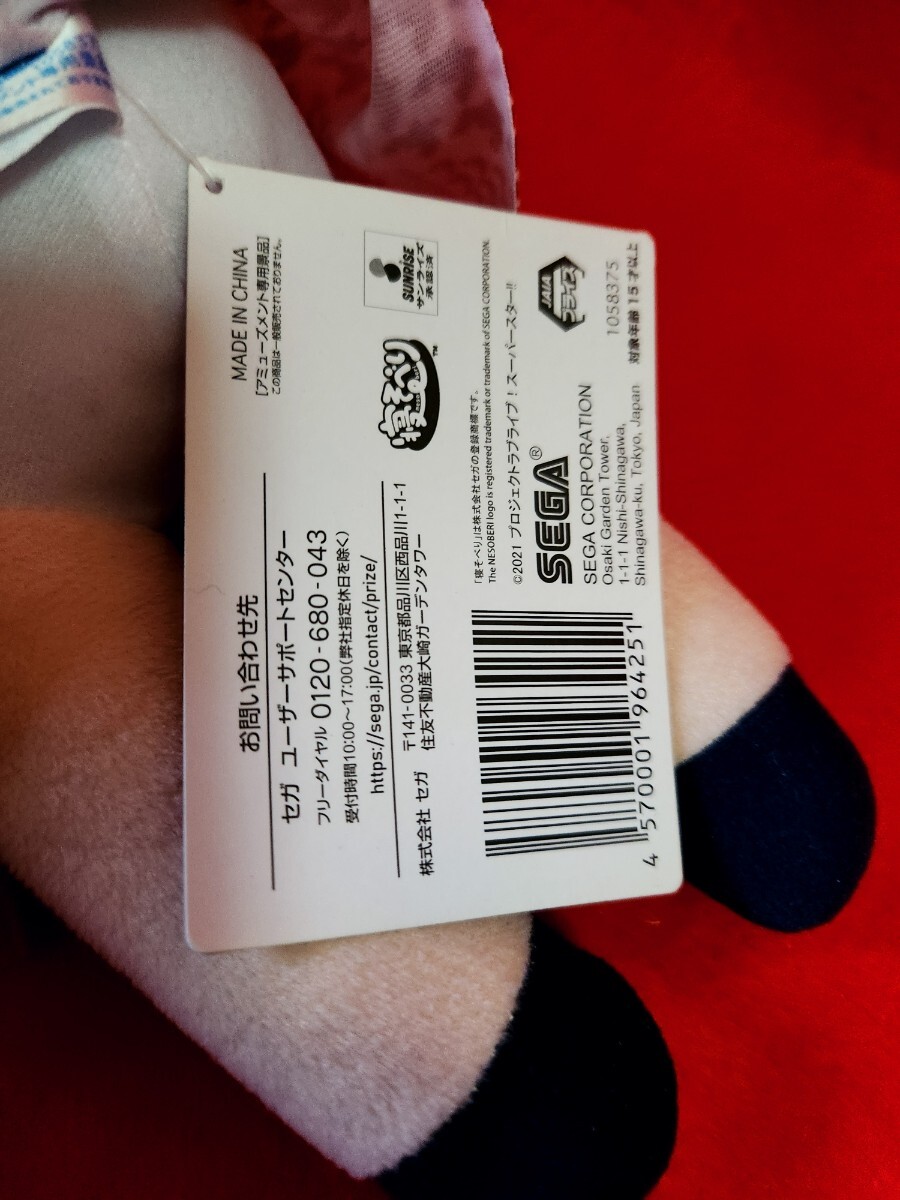 お問い合わせ先
セガ ユーザーサポートセンター
フリーダイヤル 0120-680-043
受付時間10:00～17:00(弊社指定休日を除く)
https://sega.jp/contact/prize/
株式会社 セガ 〒141-0033 東京都品川区西品川1-1-1
住友不動産大崎ガーデンタワー
MADE IN CHINA
[アミューズメント専用景品]
この商品は一般販売されておりません。
SUNRISE
サンライズ
承認済
寝そべり™
「寝そべり」は株式会社セガの登録商標です。
The NESOBERI logo is registered trademark or trademark of SEGA CORPORATION.
©2021 プロジェクトラブライブ！スーパースター!!
SEGA®
SEGA CORPORATION
Osaki Garden Tower,
1-1-1 Nishi-Shinagawa,
Shinagawa-ku, Tokyo, Japan
JAIA
プライズ
1058375
対象年齢 15才以上
4 570001 964251